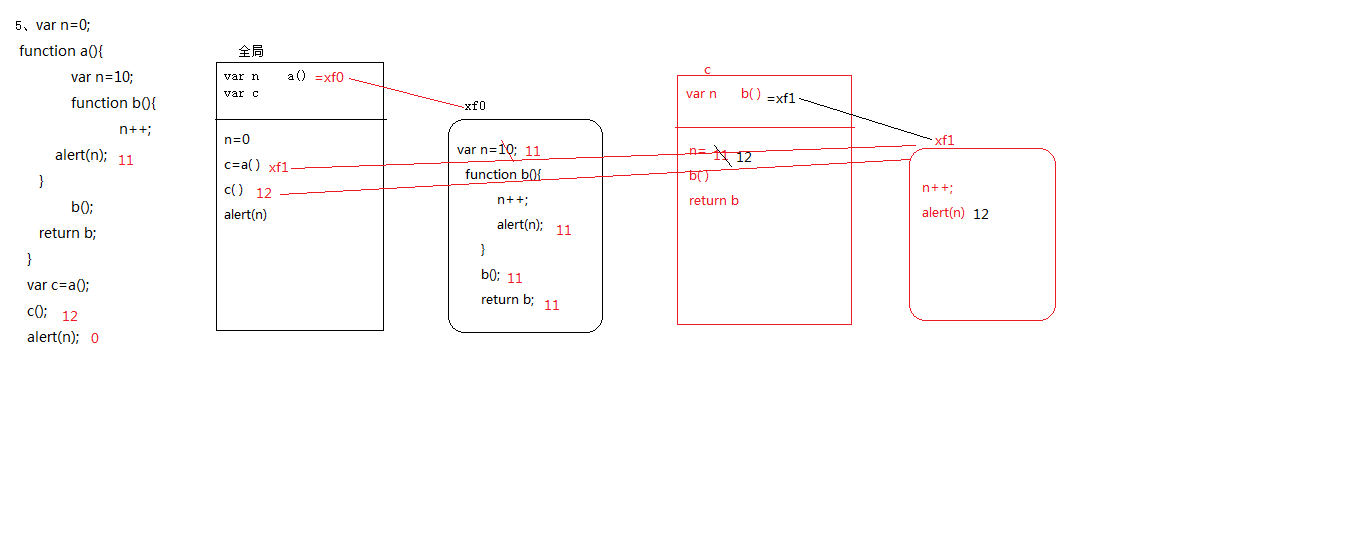 5、var n=0;
function a(){
var n=10;
function b(){
n++;
alert(n); 11
}
b();
return b;
}
var c=a();
c(); 12
alert(n); 0
全局
var n a() =xf0
var c
n=0
c=a() xf1
c() 12
alert(n)
xf0
var n=10; 11
function b(){
n++;
alert(n); 11
}
b(); 11
return b; 11
c
var n b() =xf1
n= 11 12
b()
return b
xf1
n++;
alert(n) 12